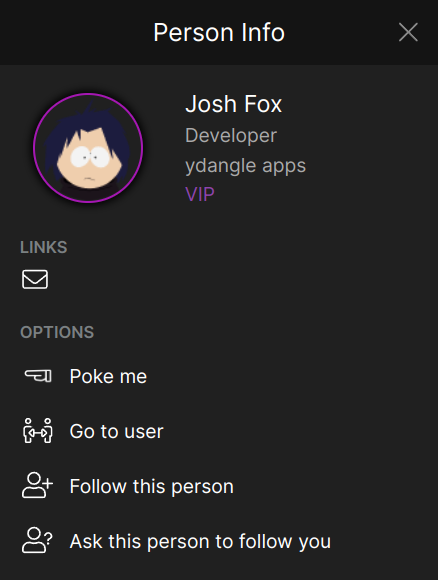 Person Info
Josh Fox
Developer
ydangle apps
VIP
LINKS
OPTIONS
Poke me
Go to user
Follow this person
Ask this person to follow you